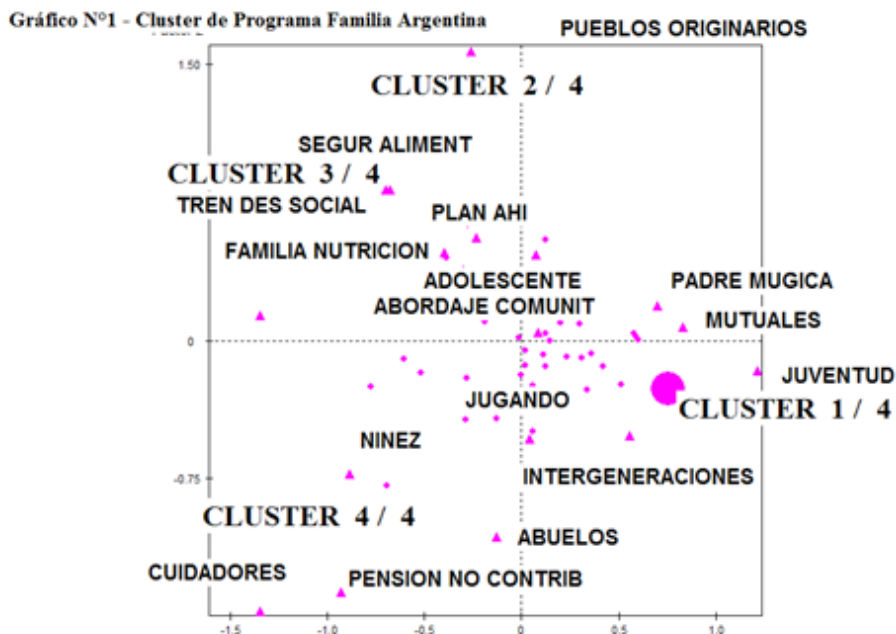 Gráfico N°1 - Cluster de Programa Familia Argentina
PUEBLOS ORIGINARIOS
1.50
CLUSTER 2 / 4
SEGUR ALIMENT
CLUSTER 3 / 4
TREN DES SOCIAL
PLAN AHI
FAMILIA NUTRICION
ADOLESCENTE
PADRE MUGICA
ABORDAJE COMUNIT
MUTUALES
0
JUVENTUD
JUGANDO
CLUSTER 1 / 4
NINEZ
INTERGENERACIONES
-0.75
CLUSTER 4 / 4
ABUELOS
CUIDADORES
PENSION NO CONTRIB
-1.5
-1.0
-0.5
0
0.5
1.0